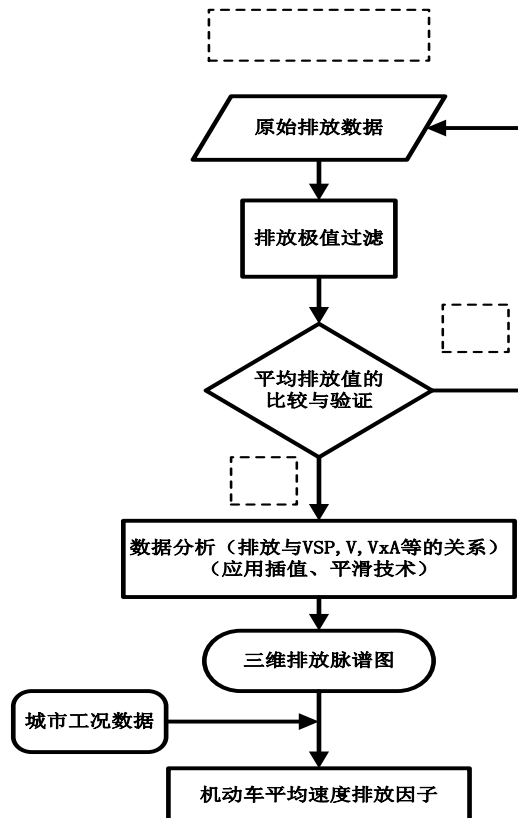 原始排放数据
排放极值过滤
平均排放值的
比较与验证
数据分析（排放与VSP,V,VxA等的关系）
（应用插值、平滑技术）
三维排放脉谱图
城市工况数据
机动车平均速度排放因子